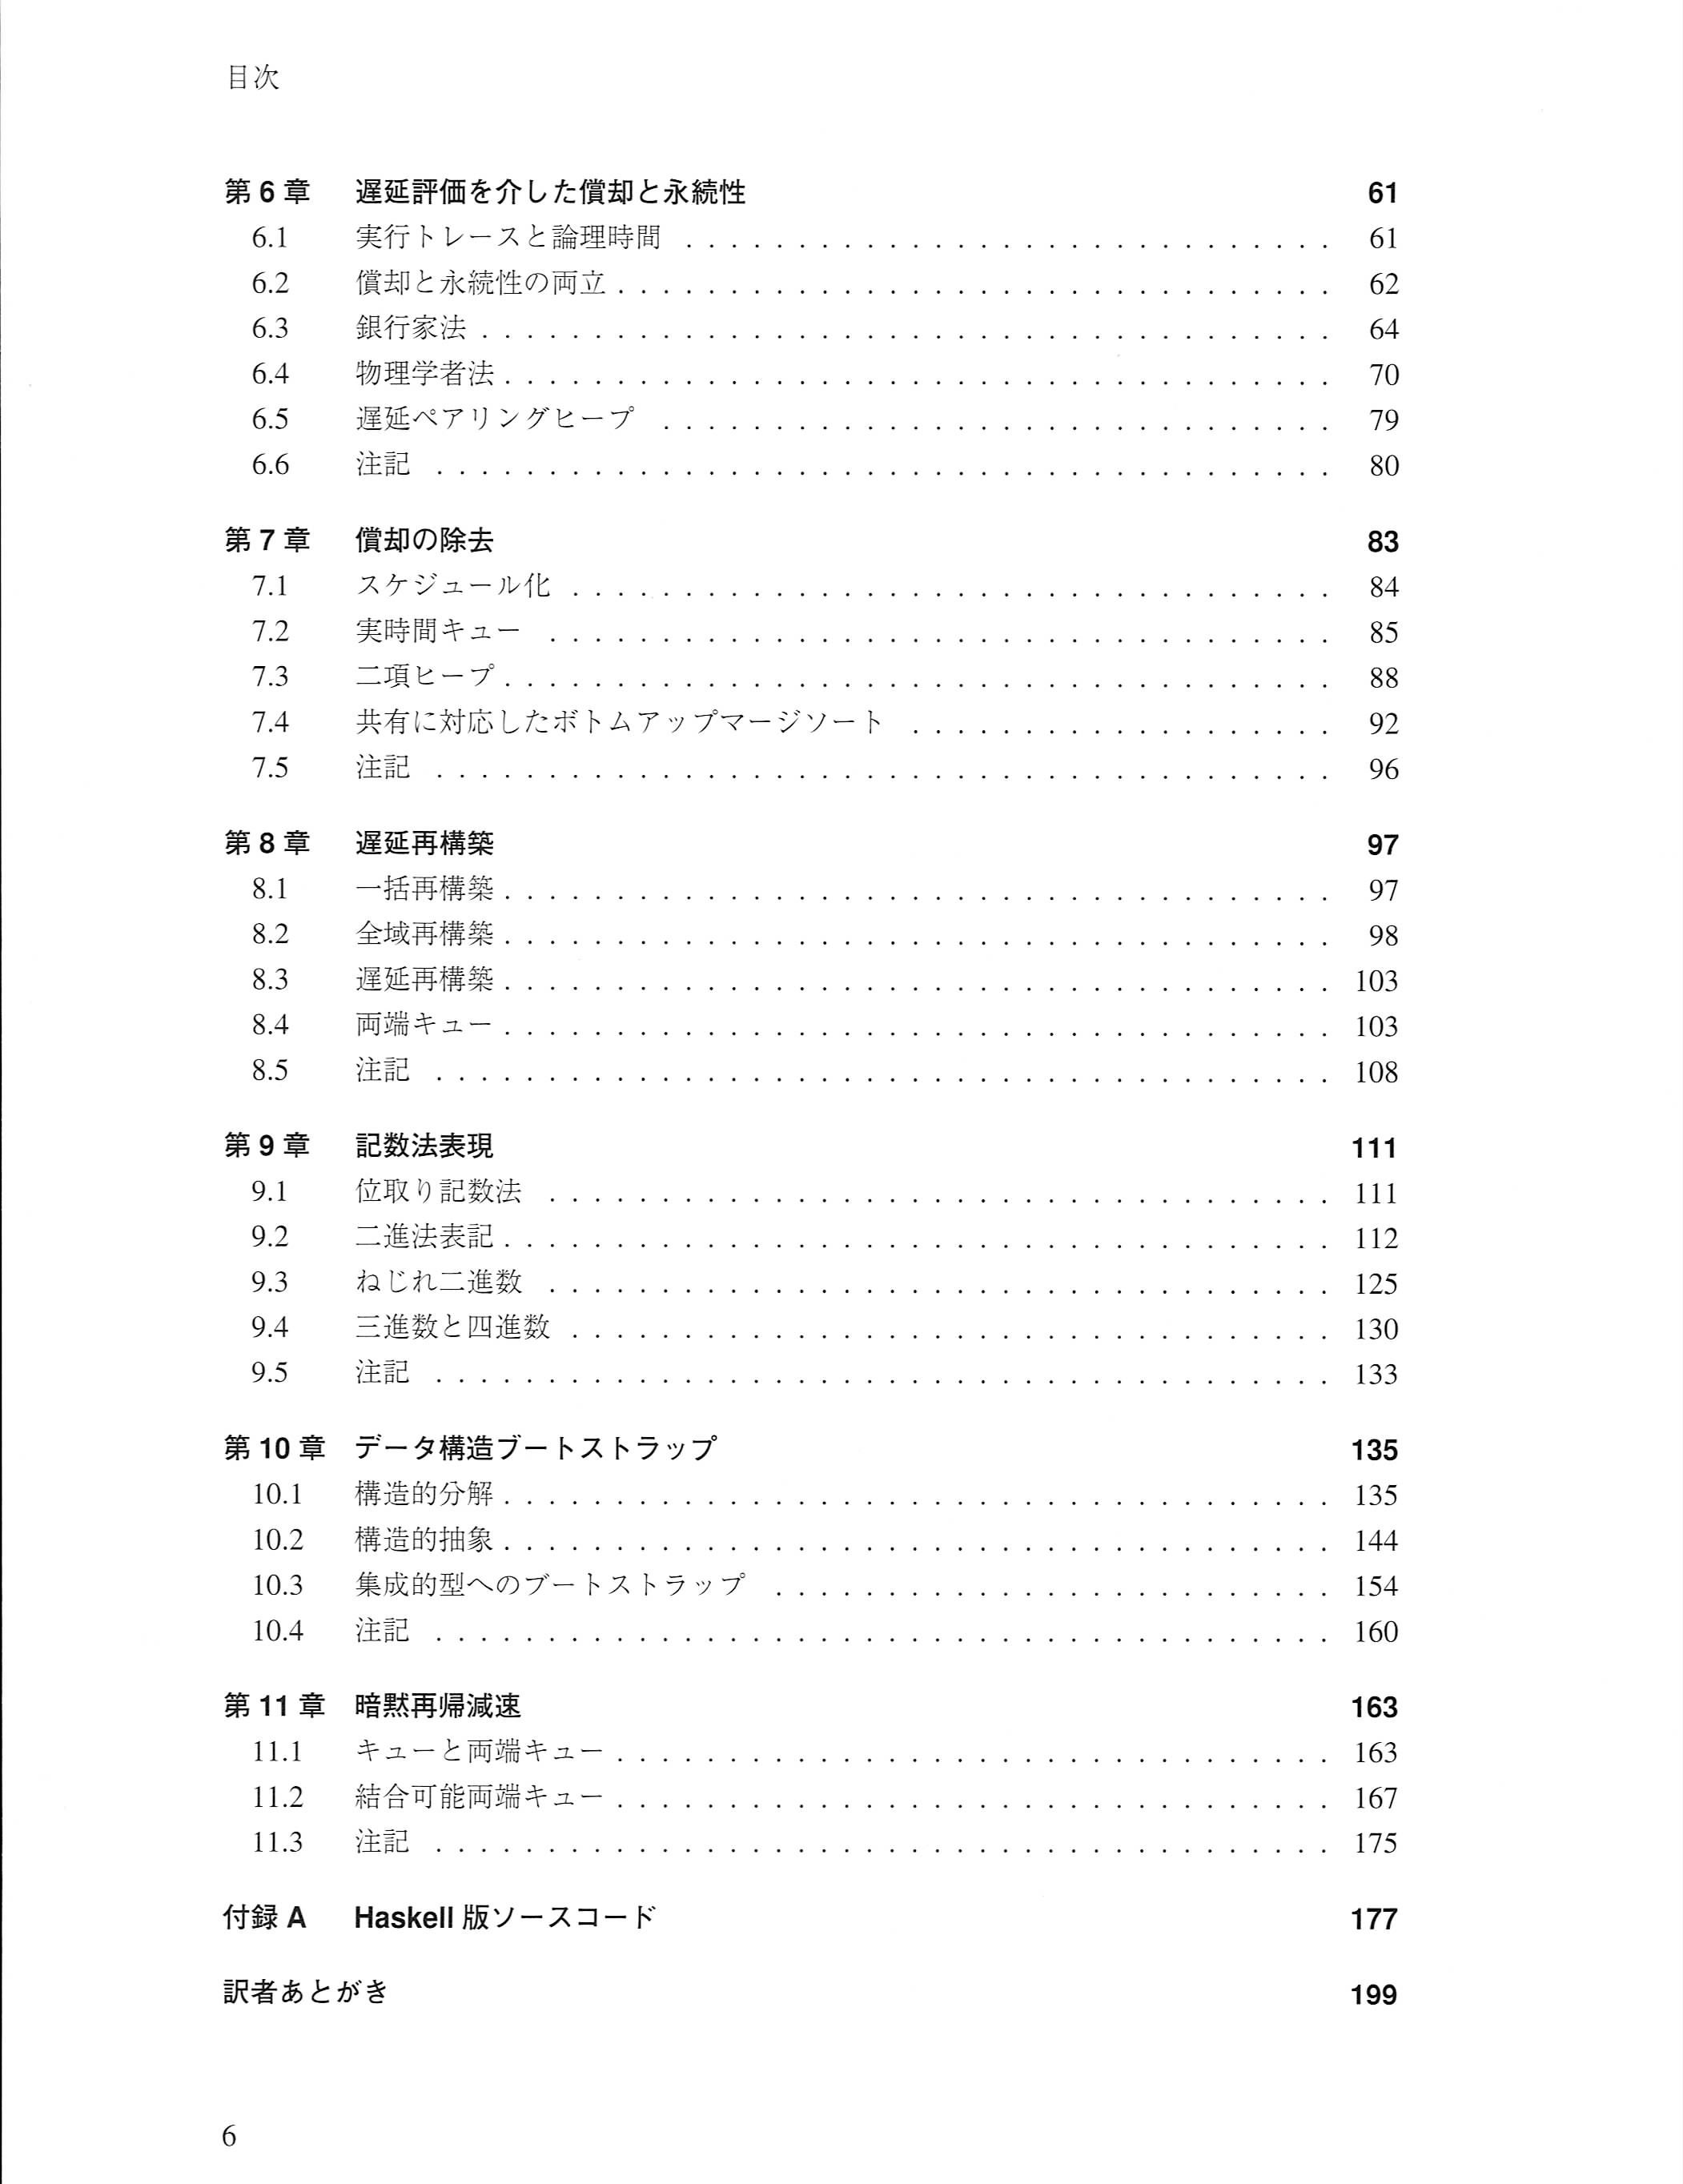 目次
第 6 章 遅延評価を介した償却と永続性 61
6.1 実行トレースと論理時間 . . . . . . . . . . . . . . . . . . . . . . . . . . . . . 61
6.2 償却と永続性の両立 . . . . . . . . . . . . . . . . . . . . . . . . . . . . . . . . 62
6.3 銀行家法 . . . . . . . . . . . . . . . . . . . . . . . . . . . . . . . . . . . . . . 64
6.4 物理学者法 . . . . . . . . . . . . . . . . . . . . . . . . . . . . . . . . . . . . . 70
6.5 遅延ペアリングヒープ . . . . . . . . . . . . . . . . . . . . . . . . . . . . . . 79
6.6 注記 . . . . . . . . . . . . . . . . . . . . . . . . . . . . . . . . . . . . . . . . 80
第 7 章 償却の除去 83
7.1 スケジュール化 . . . . . . . . . . . . . . . . . . . . . . . . . . . . . . . . . . 84
7.2 実時間キュー . . . . . . . . . . . . . . . . . . . . . . . . . . . . . . . . . . . 85
7.3 二項ヒープ . . . . . . . . . . . . . . . . . . . . . . . . . . . . . . . . . . . . . 88
7.4 共有に対応したボトムアップマージソート . . . . . . . . . . . . . . . . . . . 92
7.5 注記 . . . . . . . . . . . . . . . . . . . . . . . . . . . . . . . . . . . . . . . . 96
第 8 章 遅延再構築 97
8.1 一括再構築 . . . . . . . . . . . . . . . . . . . . . . . . . . . . . . . . . . . . . 97
8.2 全域再構築 . . . . . . . . . . . . . . . . . . . . . . . . . . . . . . . . . . . . . 98
8.3 遅延再構築 . . . . . . . . . . . . . . . . . . . . . . . . . . . . . . . . . . . . . 103
8.4 両端キュー . . . . . . . . . . . . . . . . . . . . . . . . . . . . . . . . . . . . . 103
8.5 注記 . . . . . . . . . . . . . . . . . . . . . . . . . . . . . . . . . . . . . . . . 108
第 9 章 記数法表現 111
9.1 位取り記数法 . . . . . . . . . . . . . . . . . . . . . . . . . . . . . . . . . . . 111
9.2 二進法表記 . . . . . . . . . . . . . . . . . . . . . . . . . . . . . . . . . . . . . 112
9.3 ねじれ二進数 . . . . . . . . . . . . . . . . . . . . . . . . . . . . . . . . . . . 125
9.4 三進数と四進数 . . . . . . . . . . . . . . . . . . . . . . . . . . . . . . . . . . 130
9.5 注記 . . . . . . . . . . . . . . . . . . . . . . . . . . . . . . . . . . . . . . . . 133
第 10 章 データ構造ブートストラップ 135
10.1 構造的分解 . . . . . . . . . . . . . . . . . . . . . . . . . . . . . . . . . . . . . 135
10.2 構造的抽象 . . . . . . . . . . . . . . . . . . . . . . . . . . . . . . . . . . . . . 144
10.3 集成的型へのブートストラップ . . . . . . . . . . . . . . . . . . . . . . . . . 154
10.4 注記 . . . . . . . . . . . . . . . . . . . . . . . . . . . . . . . . . . . . . . . . 160
第 11 章 暗黙再帰減速 163
11.1 キューと両端キュー . . . . . . . . . . . . . . . . . . . . . . . . . . . . . . . . 163
11.2 結合可能両端キュー . . . . . . . . . . . . . . . . . . . . . . . . . . . . . . . . 167
11.3 注記 . . . . . . . . . . . . . . . . . . . . . . . . . . . . . . . . . . . . . . . . 175
付録 A Haskell 版ソースコード 177
訳者あとがき 199
6